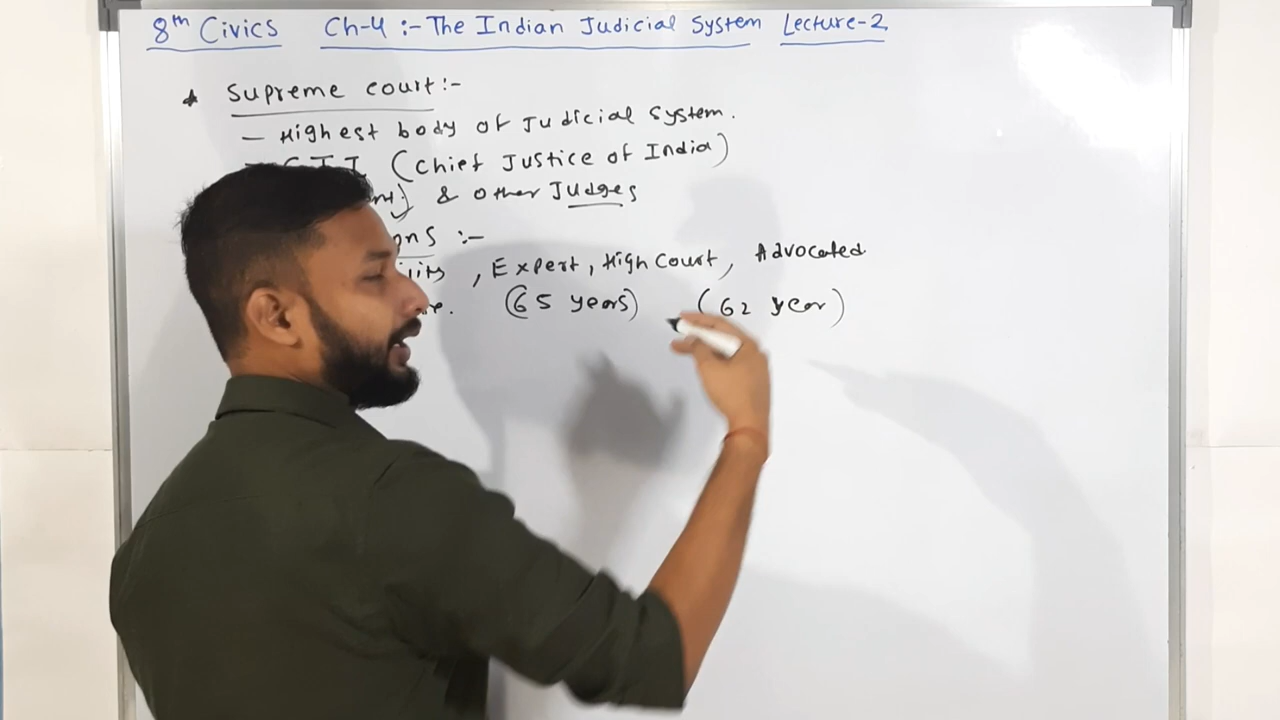 8th Civics Ch-4 :- The Indian Judicial System Lecture-2
* Supreme court :-
- Highest body of Judicial System.
(Chief Justice of India)
& other Judges
:-
, Expert, High Court, Advocated
(65 years) (62 year)